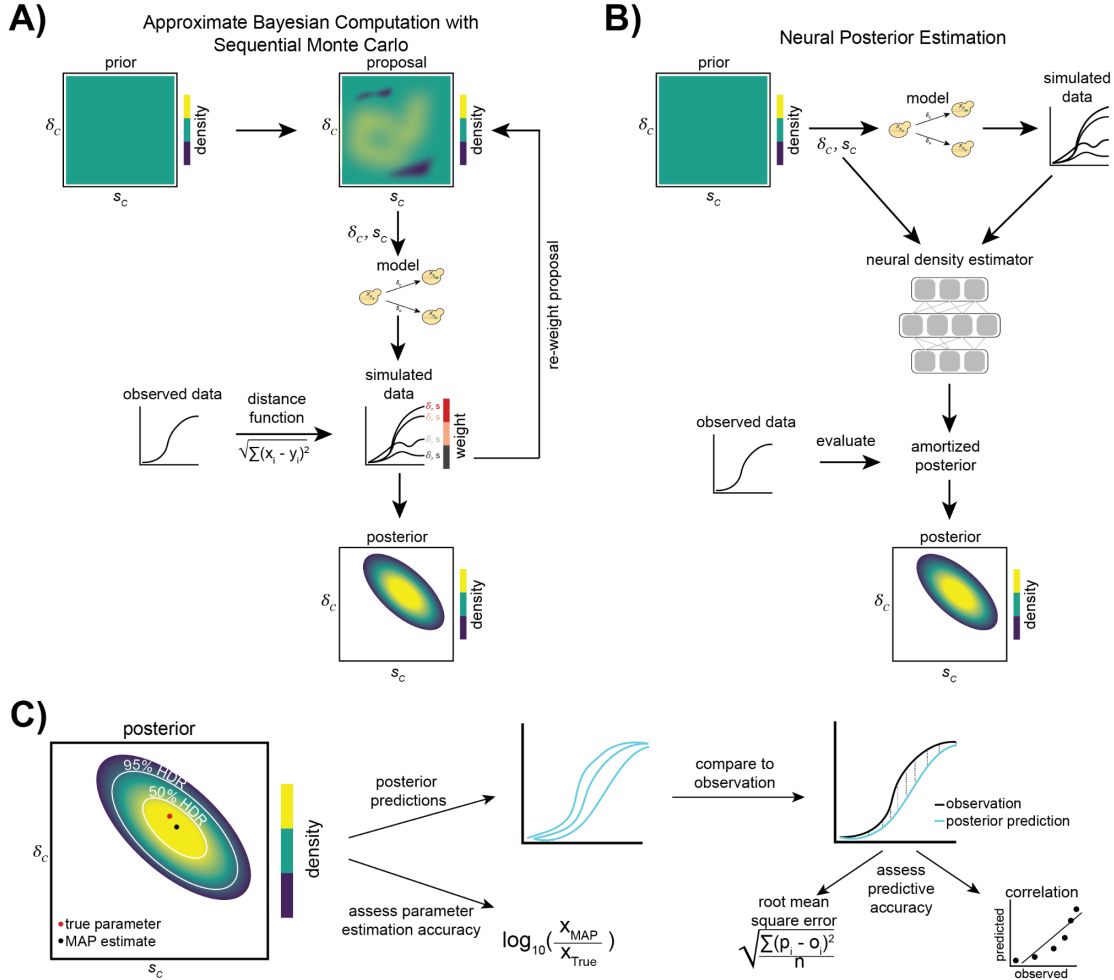 A)
Approximate Bayesian Computation with
Sequential Monte Carlo
prior
δC
sC
density
proposal
δC
sC
density
δC, sC
model
simulated
data
δ, s
δ, s
δ, s
δ, s
weight
re-weight proposal
observed data
distance
function
√∑(xi - yi)²
posterior
δC
sC
density
B)
Neural Posterior Estimation
prior
δC
sC
density
δC, sC
model
simulated
data
neural density estimator
observed data
evaluate
amortized
posterior
posterior
δC
sC
density
C)
posterior
95% HDR
50% HDR
δC
true parameter
MAP estimate
sC
density
posterior
predictions
assess parameter
estimation accuracy
log10(xMAP/xTrue)
compare to
observation
observation
posterior prediction
assess
predictive
accuracy
root mean
square error
√∑(pi - oi)²/n
correlation
predicted
observed